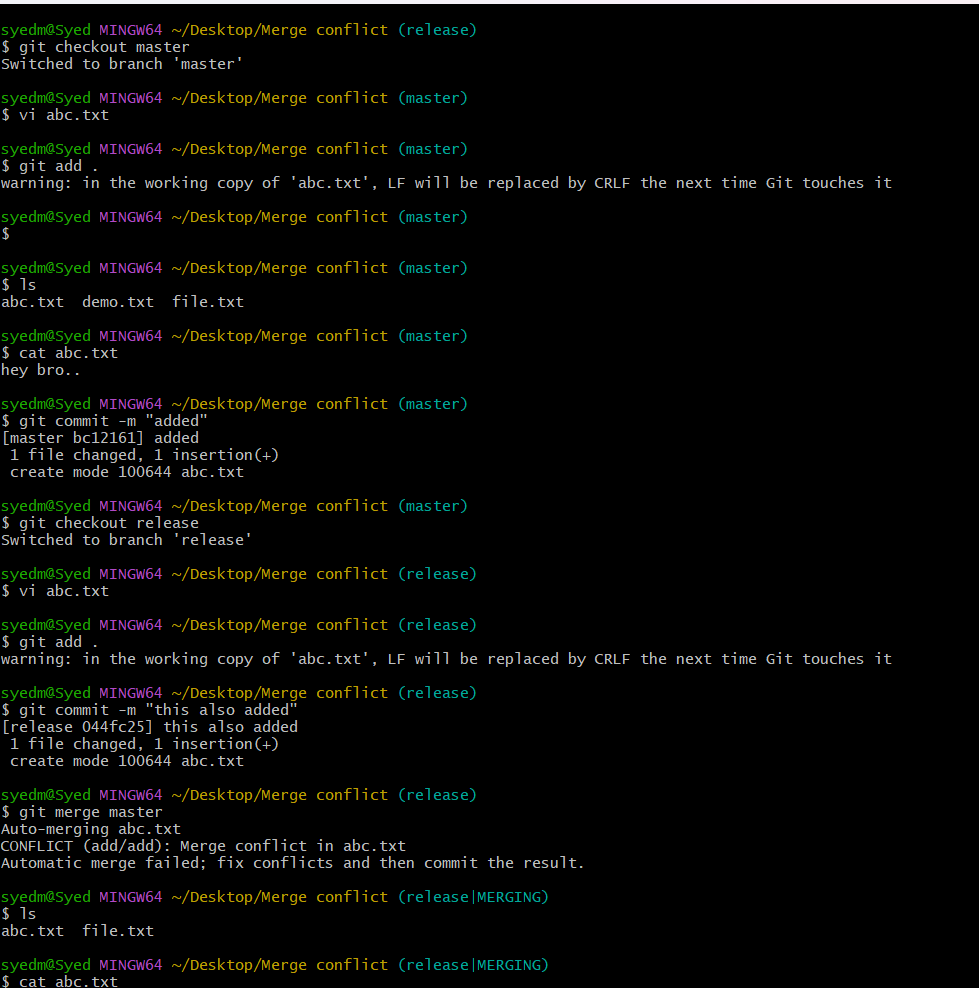 syedm@Syed MINGW64 ~/Desktop/Merge conflict (release)
$ git checkout master
Switched to branch 'master'
syedm@Syed MINGW64 ~/Desktop/Merge conflict (master)
$ vi abc.txt
syedm@Syed MINGW64 ~/Desktop/Merge conflict (master)
$ git add .
warning: in the working copy of 'abc.txt', LF will be replaced by CRLF the next time Git touches it
syedm@Syed MINGW64 ~/Desktop/Merge conflict (master)
$
syedm@Syed MINGW64 ~/Desktop/Merge conflict (master)
$ ls
abc.txt  demo.txt  file.txt
syedm@Syed MINGW64 ~/Desktop/Merge conflict (master)
$ cat abc.txt
hey bro..
syedm@Syed MINGW64 ~/Desktop/Merge conflict (master)
$ git commit -m "added"
[master bc12161] added
 1 file changed, 1 insertion(+)
 create mode 100644 abc.txt
syedm@Syed MINGW64 ~/Desktop/Merge conflict (master)
$ git checkout release
Switched to branch 'release'
syedm@Syed MINGW64 ~/Desktop/Merge conflict (release)
$ vi abc.txt
syedm@Syed MINGW64 ~/Desktop/Merge conflict (release)
$ git add .
warning: in the working copy of 'abc.txt', LF will be replaced by CRLF the next time Git touches it
syedm@Syed MINGW64 ~/Desktop/Merge conflict (release)
$ git commit -m "this also added"
[release 044fc25] this also added
 1 file changed, 1 insertion(+)
 create mode 100644 abc.txt
syedm@Syed MINGW64 ~/Desktop/Merge conflict (release)
$ git merge master
Auto-merging abc.txt
CONFLICT (add/add): Merge conflict in abc.txt
Automatic merge failed; fix conflicts and then commit the result.
syedm@Syed MINGW64 ~/Desktop/Merge conflict (release|MERGING)
$ ls
abc.txt  file.txt
syedm@Syed MINGW64 ~/Desktop/Merge conflict (release|MERGING)
$ cat abc.txt